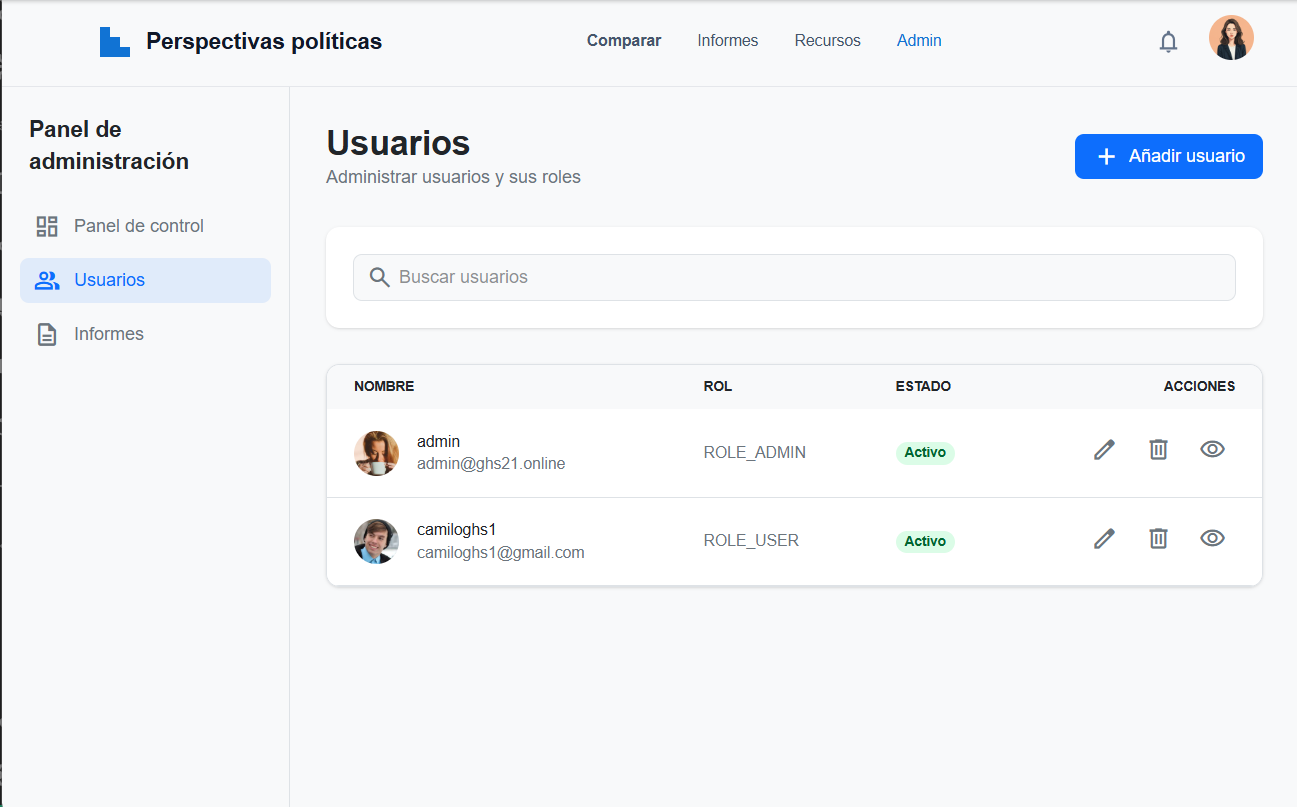 Perspectivas políticas
Comparar Informes Recursos Admin
Panel de
administración
Panel de control
Usuarios
Informes
Usuarios
Administrar usuarios y sus roles
Añadir usuario
Buscar usuarios
NOMBRE ROL ESTADO ACCIONES
admin
admin@ghs21.online
ROLE_ADMIN
Activo
camiloghs1
camiloghs1@gmail.com
ROLE_USER
Activo